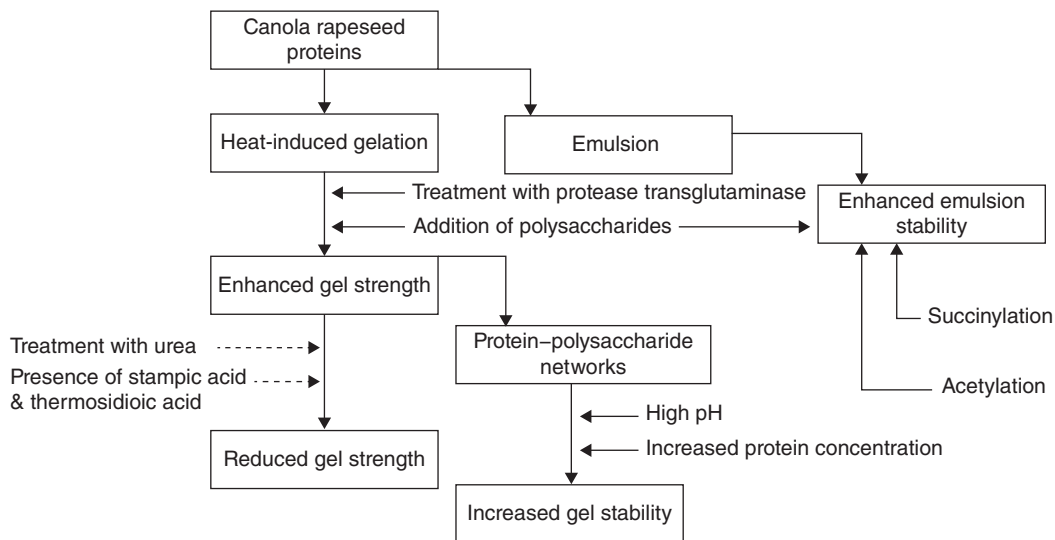 Canola rapeseed
proteins
Heat-induced gelation
Emulsion
Treatment with protease transglutaminase
Addition of polysaccharides
Enhanced emulsion
stability
Enhanced gel strength
Succinylation
Treatment with urea
Protein–polysaccharide
networks
Presence of stampic acid
& thermosidioic acid
Acetylation
High pH
Increased protein concentration
Reduced gel strength
Increased gel stability